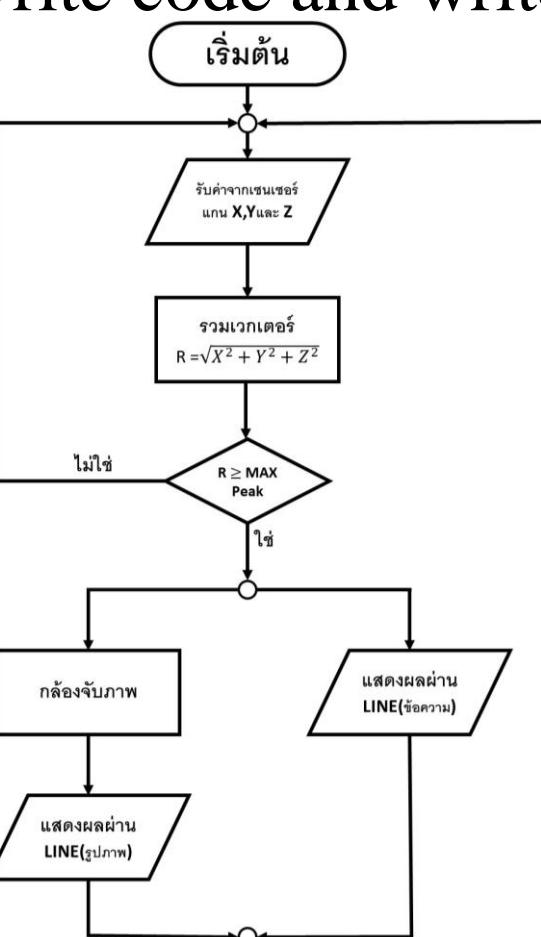 write code and write
เริ่มต้น
รับค่าจากเซนเซอร์
แกน X,Yและ Z
รวมเวกเตอร์
R =√X² + Y² + Z²
ไม่ใช่
R ≥ MAX
Peak
ใช่
กล้องจับภาพ
แสดงผลผ่าน
LINE(ข้อความ)
แสดงผลผ่าน
LINE(รูปภาพ)